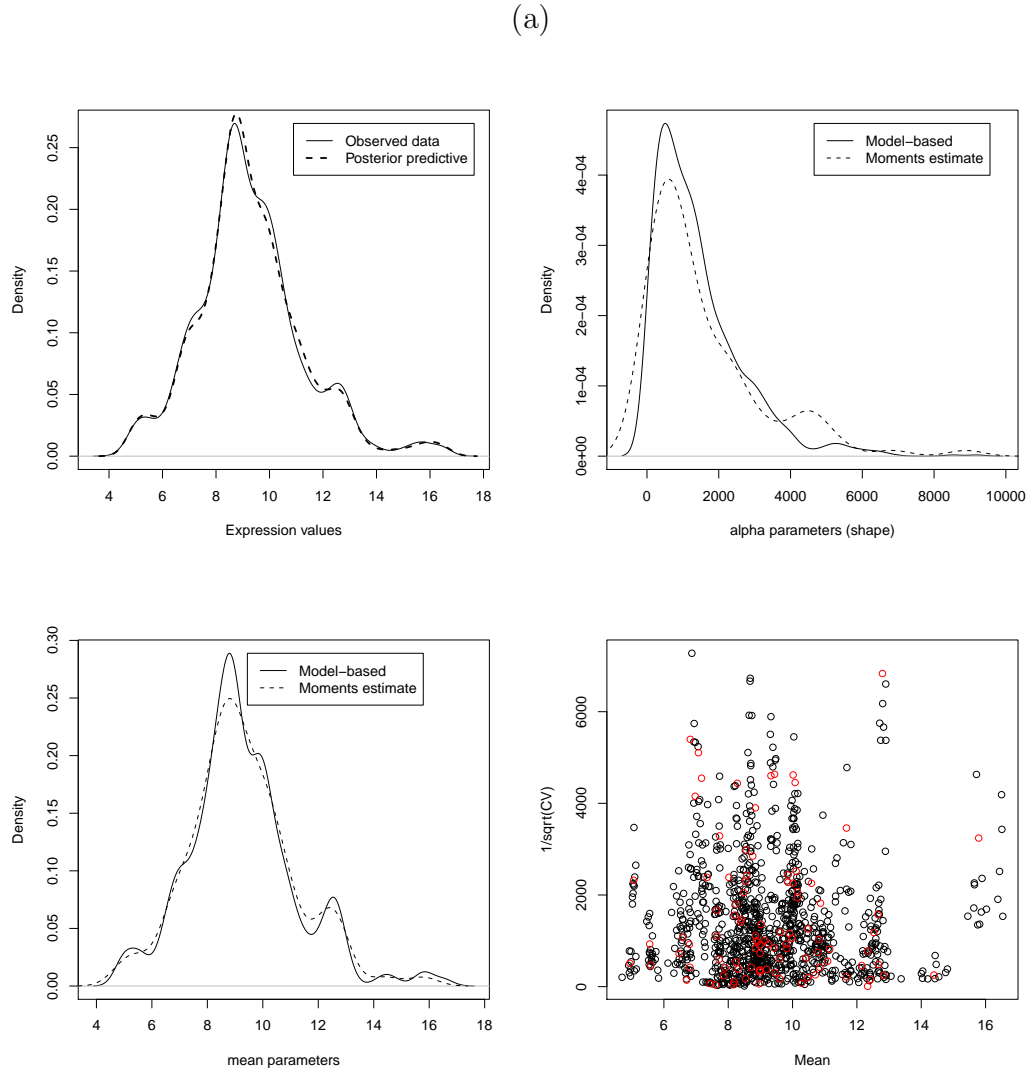 (a)
Observed data
Posterior predictive
0.00
0.05
0.10
0.15
0.20
0.25
Density
4
6
8
10
12
14
16
18
Expression values
Model−based
Moments estimate
0e+00
1e−04
2e−04
3e−04
4e−04
Density
0
2000
4000
6000
8000
10000
alpha parameters (shape)
Model−based
Moments estimate
0.00
0.05
0.10
0.15
0.20
0.25
0.30
Density
4
6
8
10
12
14
16
18
mean parameters
0
2000
4000
6000
1/sqrt(CV)
6
8
10
12
14
16
Mean